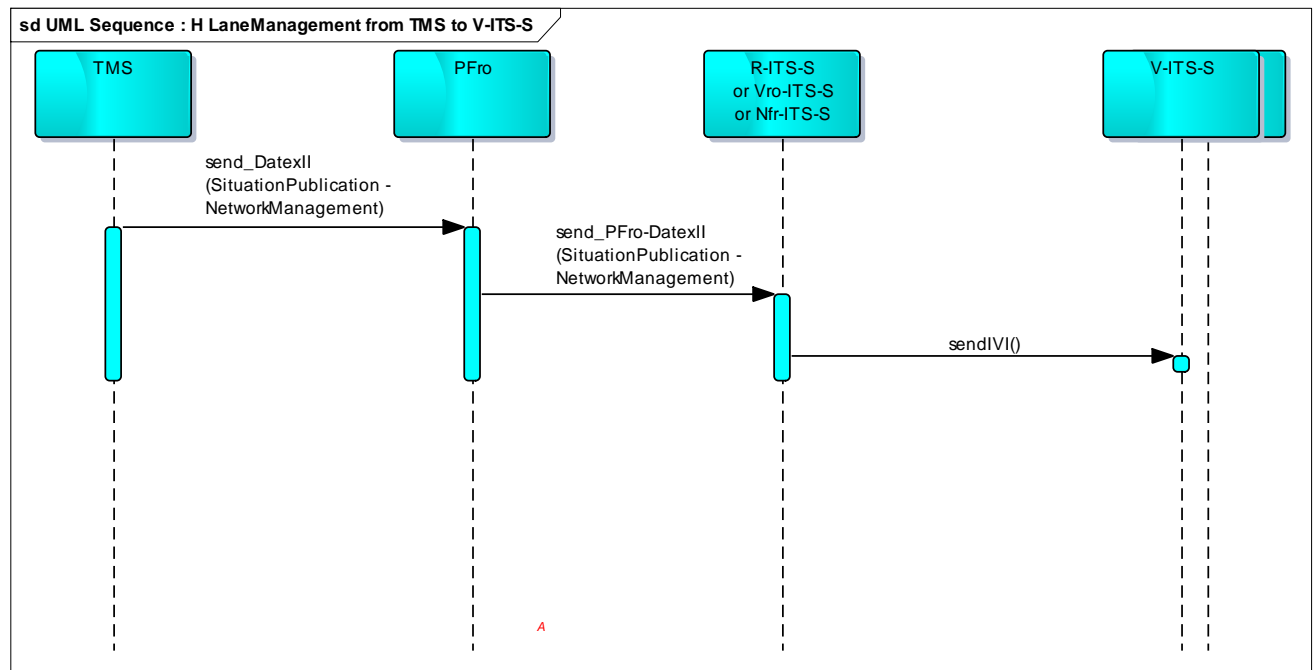 sd UML Sequence : H LaneManagement from TMS to V-ITS-S
TMS
PFro
R-ITS-S
or Vro-ITS-S
or Nfr-ITS-S
V-ITS-S
send_DatexII
(SituationPublication -
NetworkManagement)
send_PFro-DatexII
(SituationPublication -
NetworkManagement)
sendIVI()
A